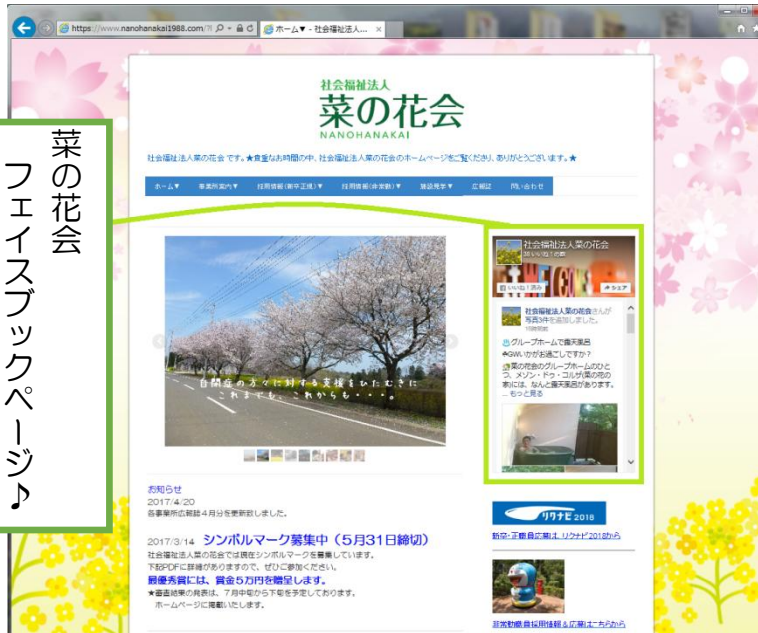 https://www.nanohanakai1988.com/
ホーム▼ - 社会福祉法人...
社会福祉法人
菜の花会
NANOHANAKAI
社会福祉法人菜の花会 です。★貴重なお時間の中、社会福祉法人菜の花会のホームページをご覧くださり、ありがとうございます。★
ホーム▼ 事業所案内▼ 採用情報(新卒正規)▼ 採用情報(非常勤)▼ 施設見学▼ 広報誌 問い合わせ
菜の花会
フェイスブックページ♪
自閉症の方々に対する支援をひたむきに
これまでも、これからも・・・。
社会福祉法人菜の花会
いいね！の数
いいね！済み
シェア
社会福祉法人菜の花会さんが
写真3件を追加しました。
グループホームで露天風呂
GWいかがお過ごしですか？
菜の花会のグループホームのひと
つ、メゾン・ドゥ・コルザ(菜の花の
家)には、なんと露天風呂があります。
... もっと見る
お知らせ
2017/4/20
各事業所広報誌４月分を更新致しました。
2017/3/14 シンボルマーク募集中（５月３１日締切）
社会福祉法人菜の花会では現在シンボルマークを募集しています。
下記PDFに詳細がありますので、ぜひご参加ください。
最優秀賞には、賞金５万円を贈呈します。
★審査結果の発表は、７月中旬から下旬を予定しております。
ホームページに掲載いたします。
リクナビ 2018
新卒・正職員応募は、リクナビ2018から
非常勤職員採用情報＆応募はこちらから